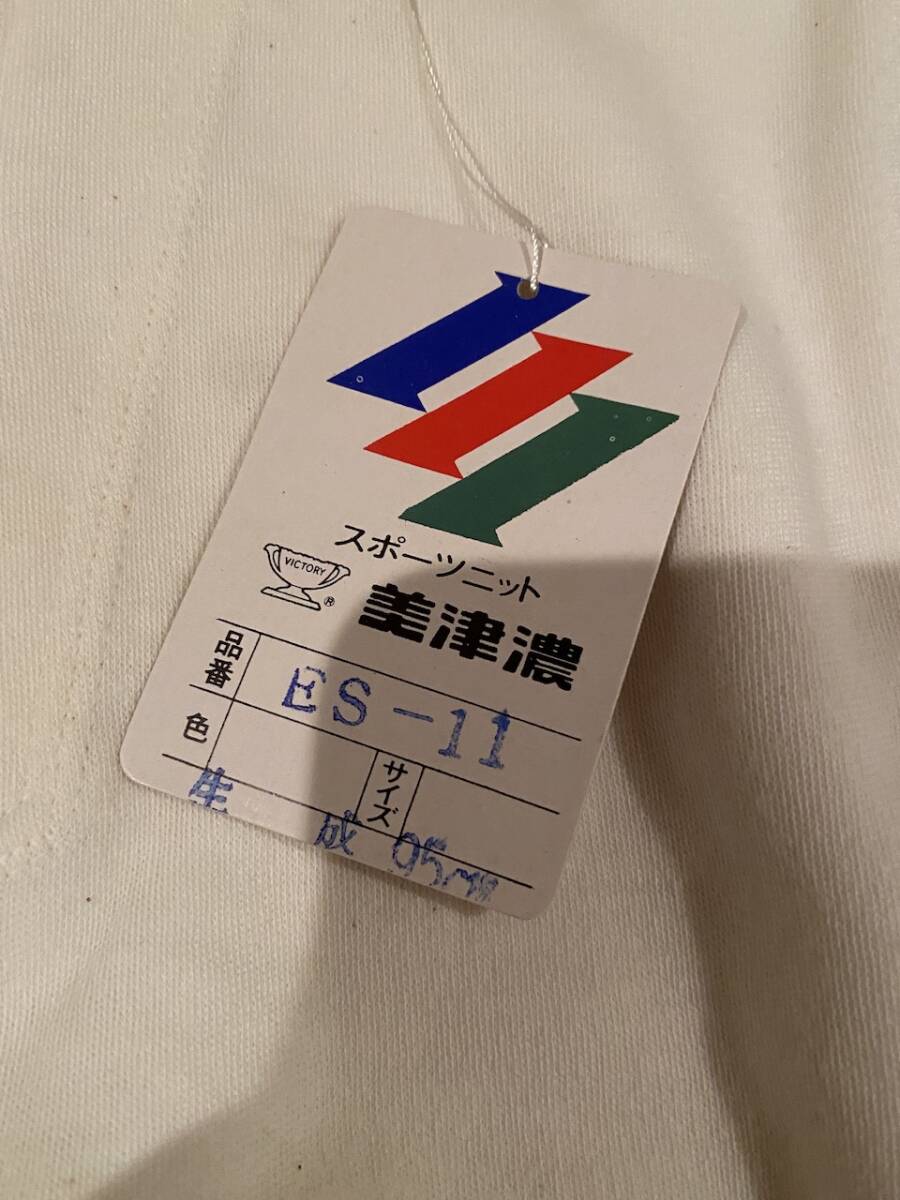 スポーツニット
VICTORY
®
美津濃
品番 ES-11
色 サイズ
生成